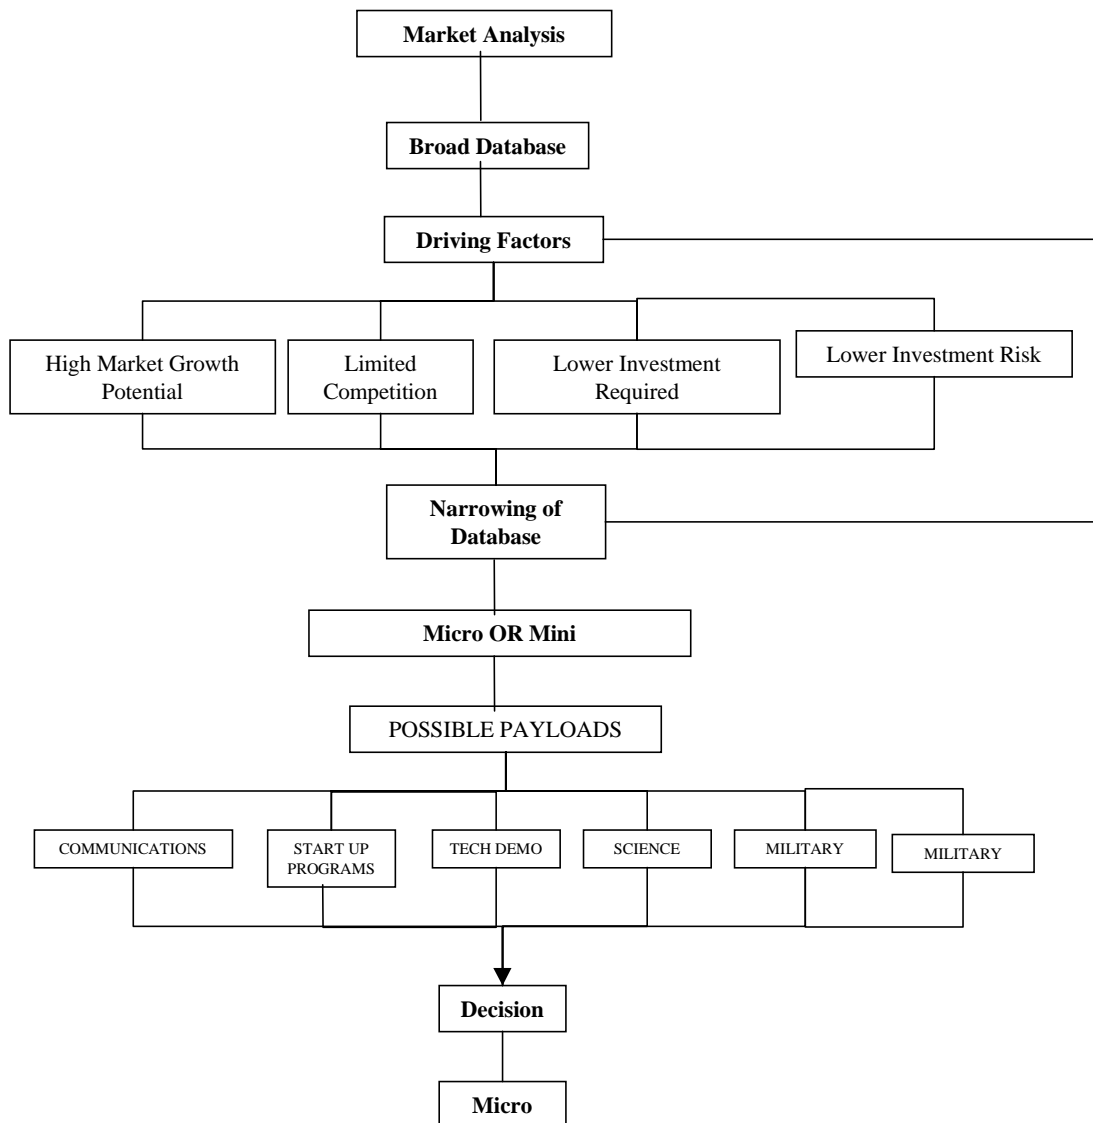 Market Analysis
Broad Database
Driving Factors
High Market Growth
Potential
Limited
Competition
Lower Investment
Required
Lower Investment Risk
Narrowing of
Database
Micro OR Mini
POSSIBLE PAYLOADS
COMMUNICATIONS
START UP
PROGRAMS
TECH DEMO
SCIENCE
MILITARY
MILITARY
Decision
Micro